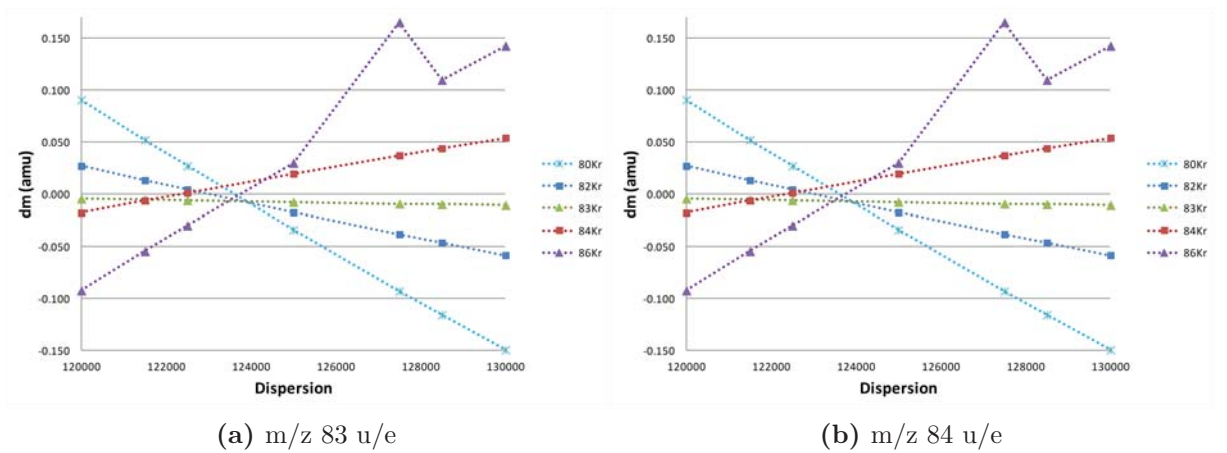 0.150
0.100
0.050
0.000
-0.050
-0.100
-0.150
dm (amu)
120000 122000 124000 126000 128000 130000
Dispersion
80Kr
82Kr
83Kr
84Kr
86Kr
(a) m/z 83 u/e
0.150
0.100
0.050
0.000
-0.050
-0.100
-0.150
dm (amu)
120000 122000 124000 126000 128000 130000
Dispersion
80Kr
82Kr
83Kr
84Kr
86Kr
(b) m/z 84 u/e